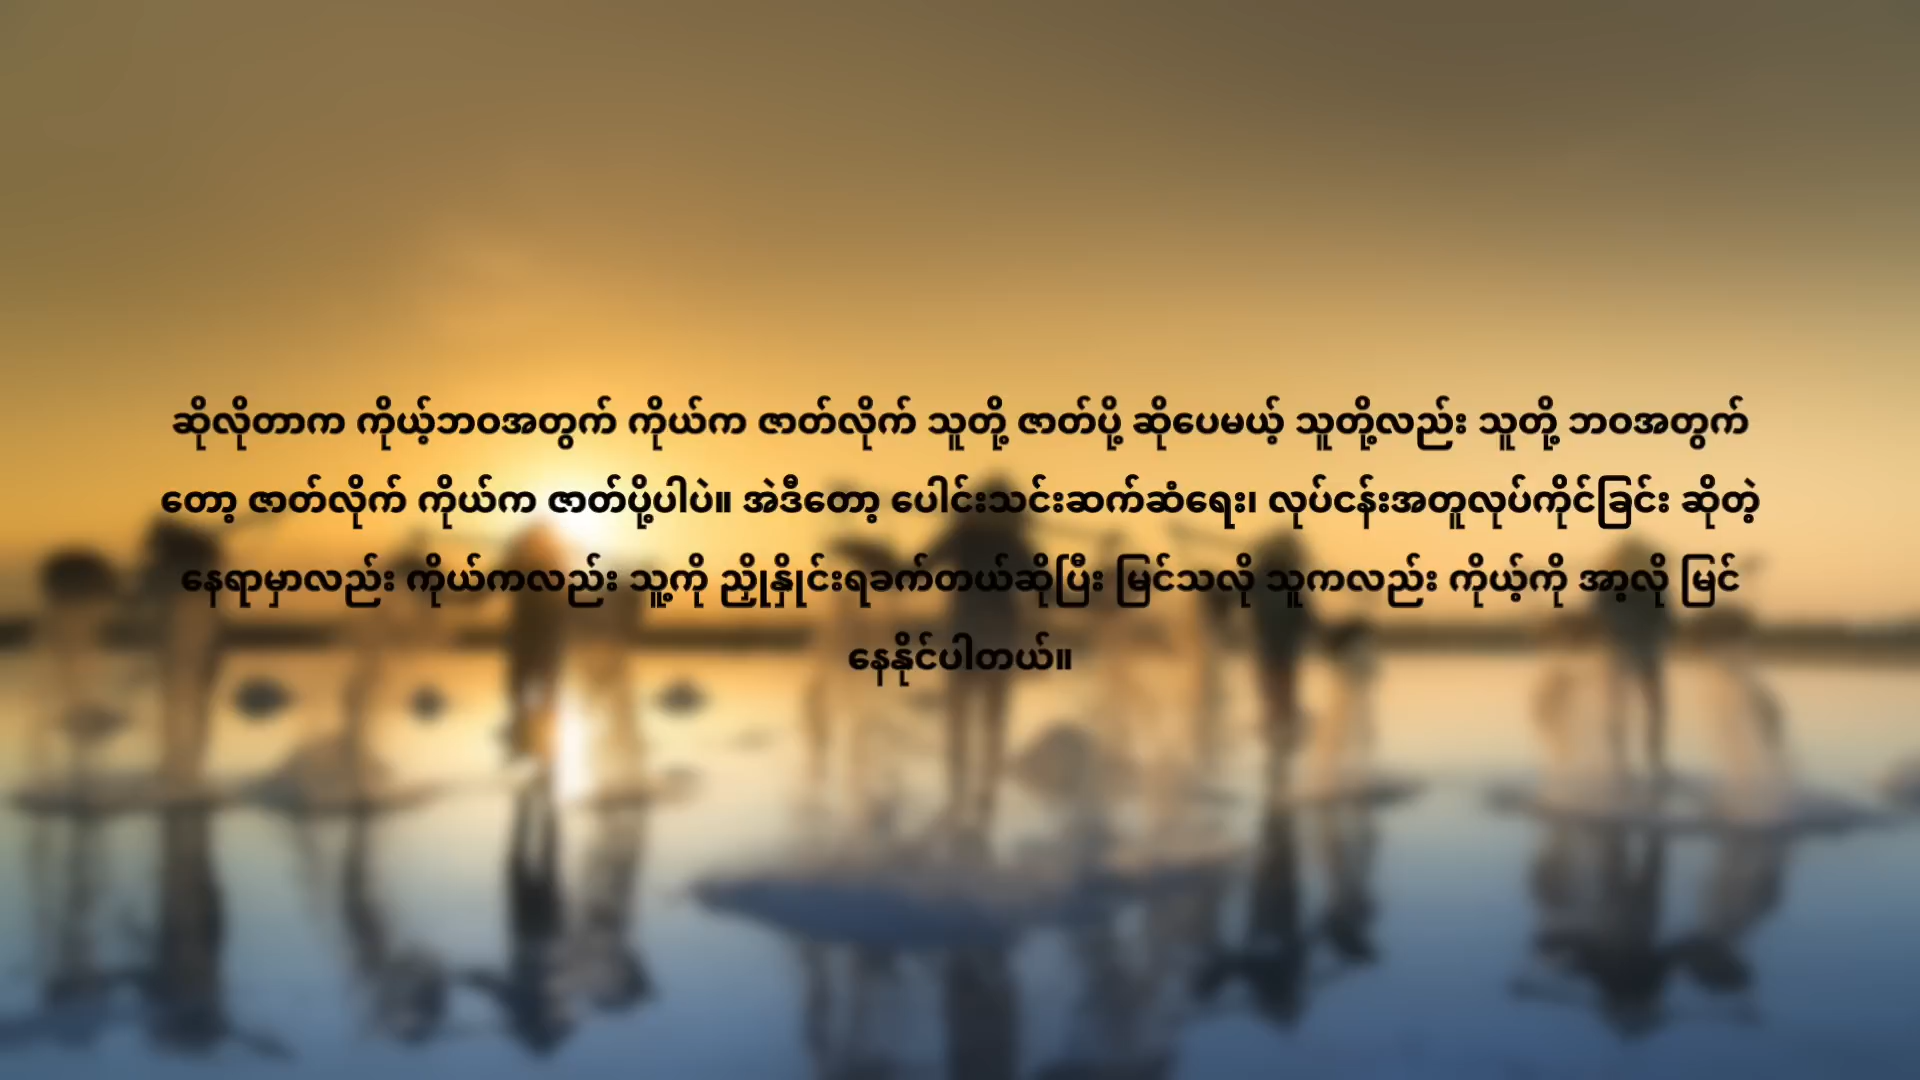 ဆိုလိုတာက ကိုယ့်ဘဝအတွက် ကိုယ်က ဇာတ်လိုက် သူတို့ ဇာတ်ပို့ ဆိုပေမယ့် သူတို့လည်း သူတို့ ဘဝအတွက်
တော့ ဇာတ်လိုက် ကိုယ်က ဇာတ်ပို့ပါပဲ။ အဲဒီတော့ ပေါင်းသင်းဆက်ဆံရေး၊ လုပ်ငန်းအတူလုပ်ကိုင်ခြင်း ဆိုတဲ့
နေရာမှာလည်း ကိုယ်ကလည်း သူ့ကို ညှိုနှိုင်းရခက်တယ်ဆိုပြီး မြင်သလို သူကလည်း ကိုယ့်ကို အာ့လို မြင်
နေနိုင်ပါတယ်။